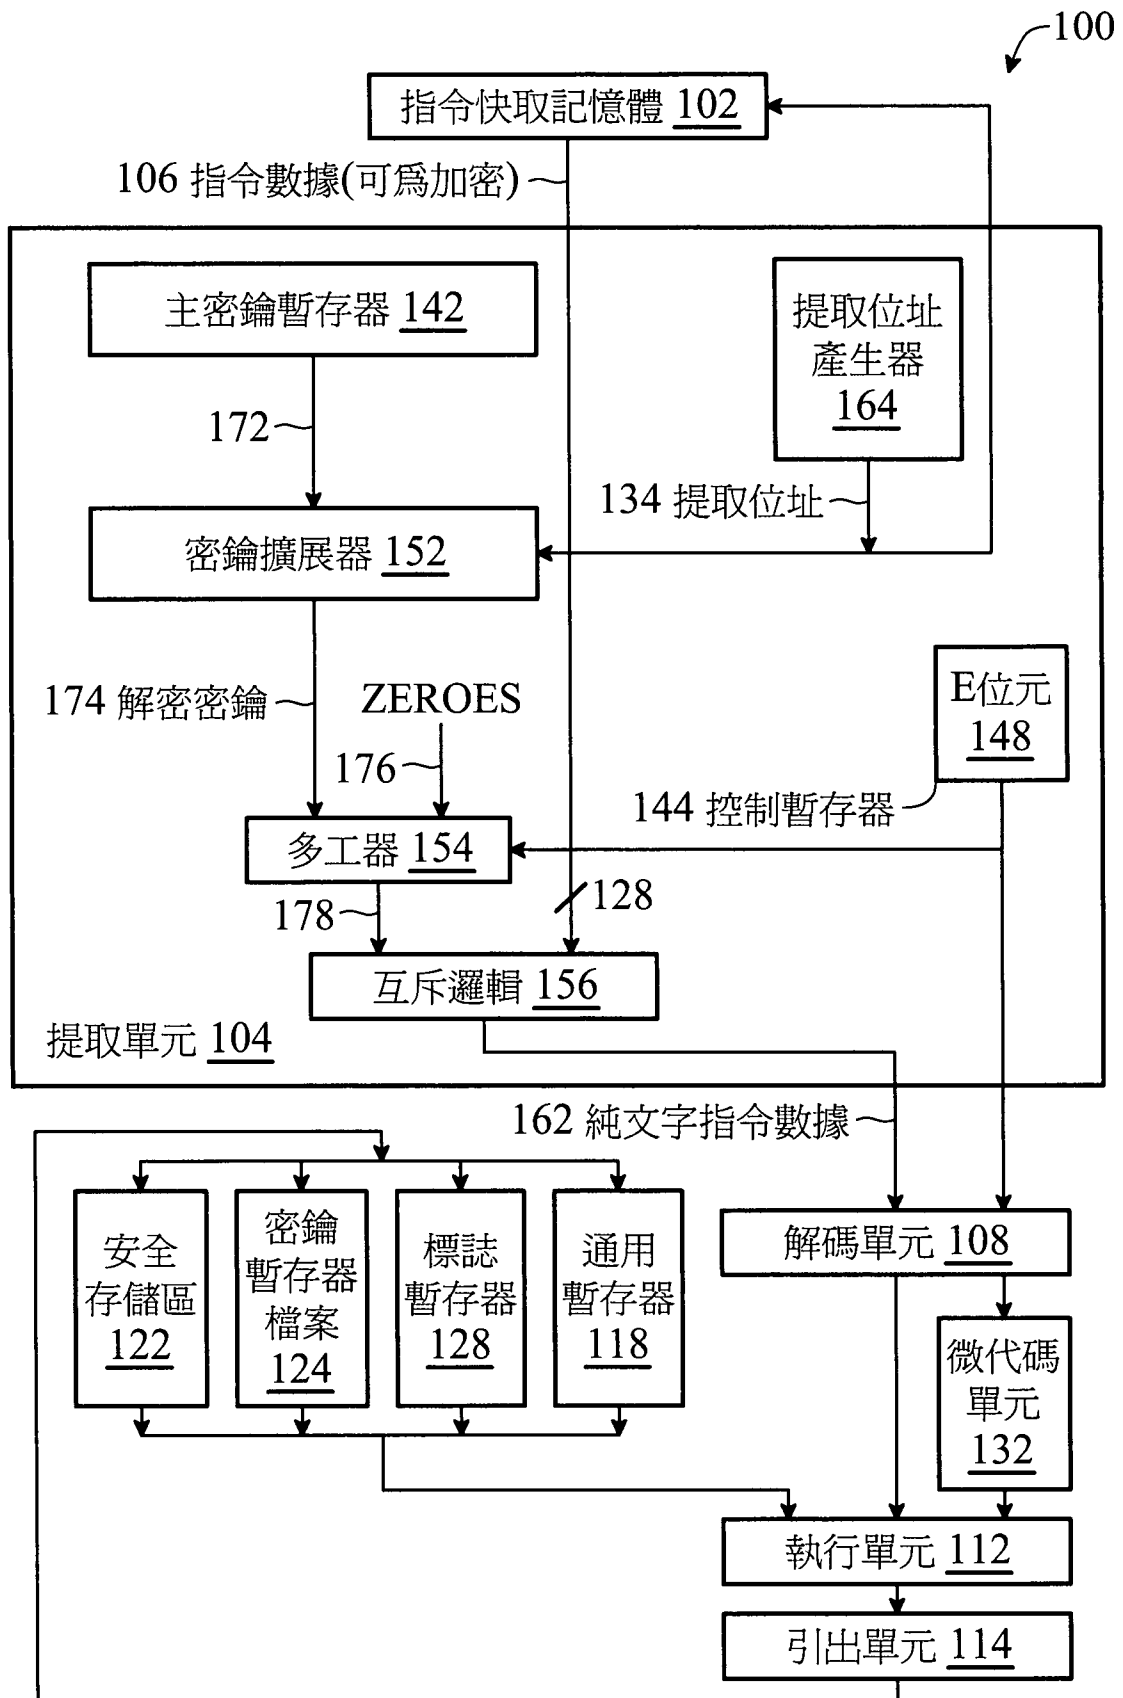 100
指令快取記憶體 102
106 指令數據(可爲加密)
主密鑰暫存器 142
提取位址
產生器
164
172
134 提取位址
密鑰擴展器 152
174 解密密鑰
ZEROES
176
E位元
148
144 控制暫存器
多工器 154
178
128
互斥邏輯 156
提取單元 104
162 純文字指令數據
安全
存儲區
122
密鑰
暫存器
檔案
124
標誌
暫存器
128
通用
暫存器
118
解碼單元 108
微代碼
單元
132
執行單元 112
引出單元 114